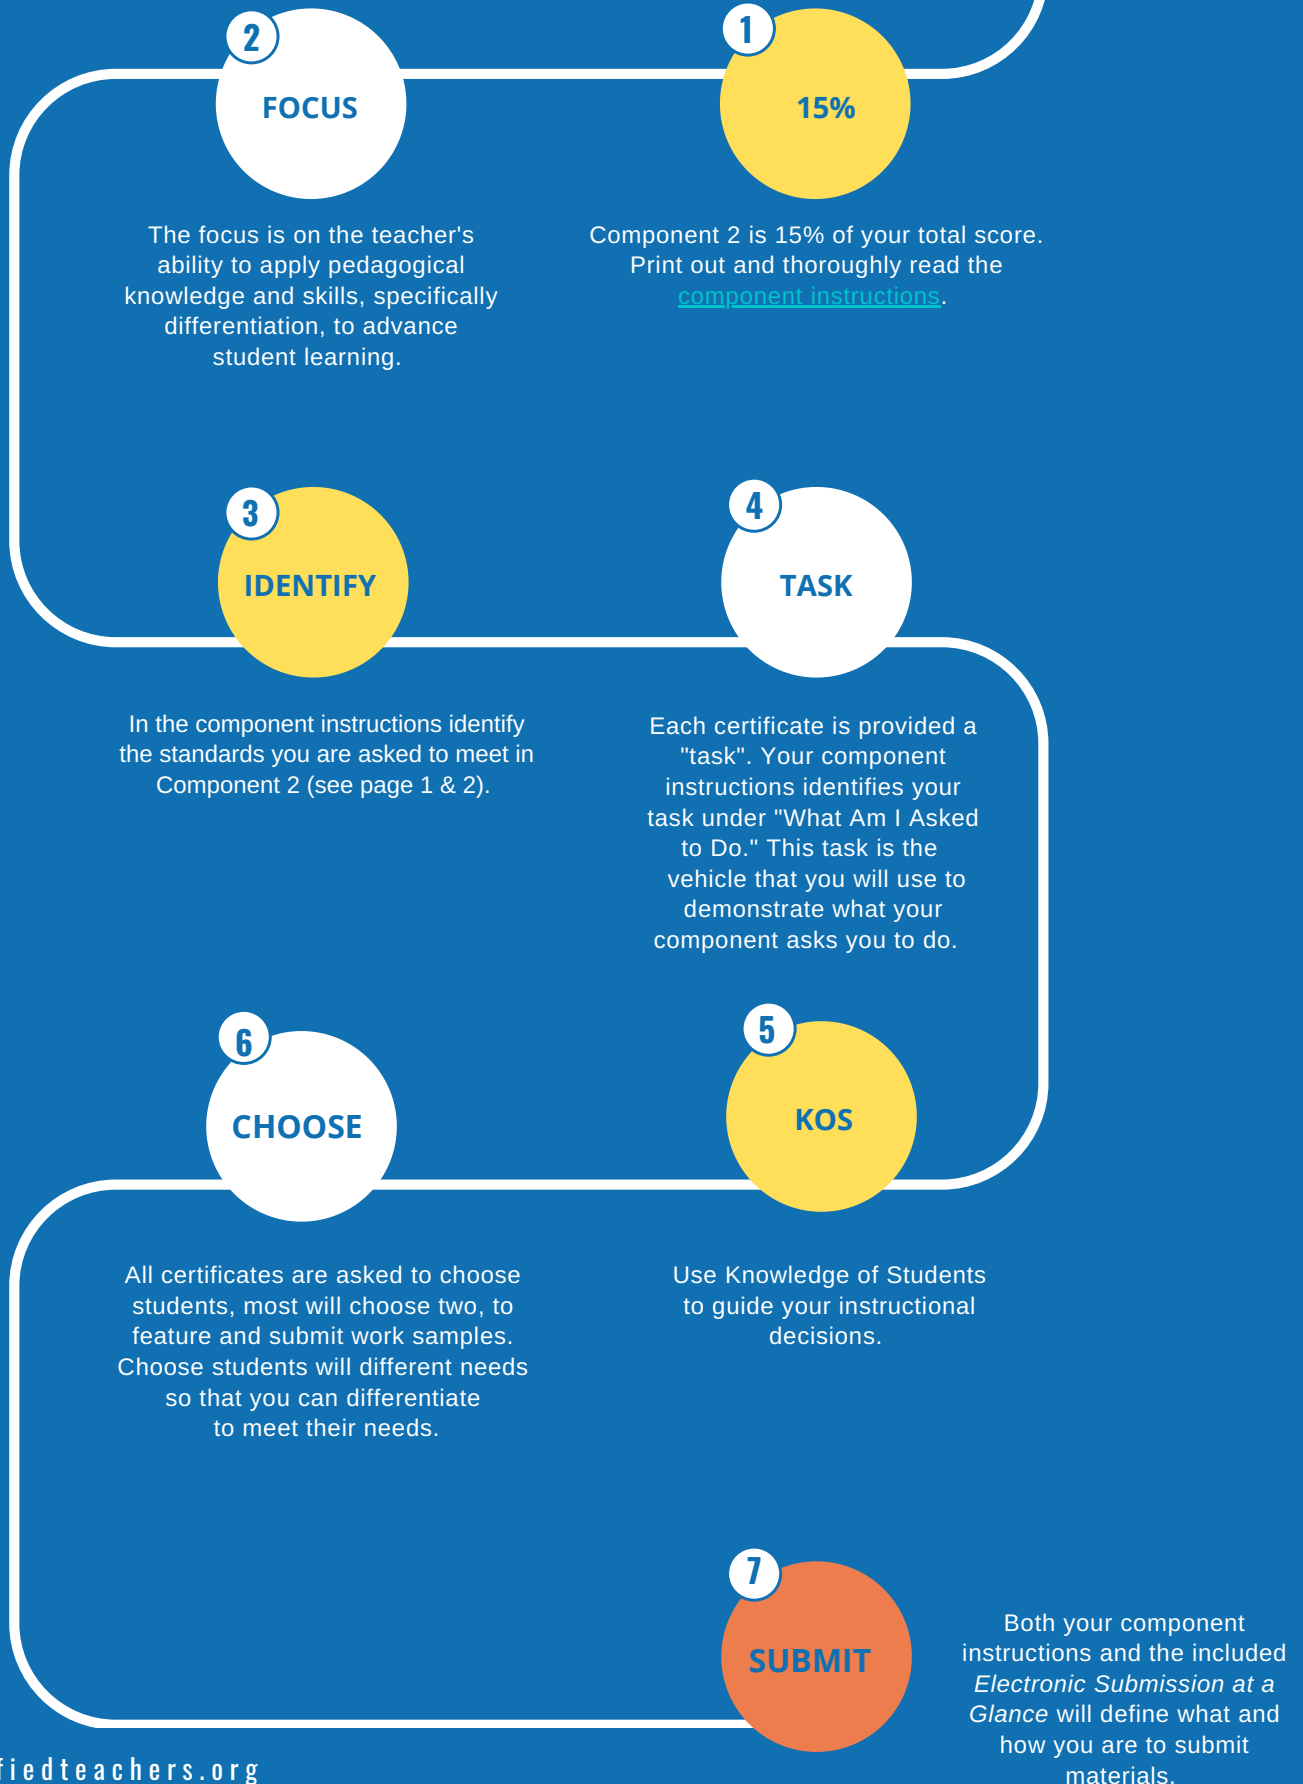 1
15%
Component 2 is 15% of your total score.
Print out and thoroughly read the
component instructions.
2
FOCUS
The focus is on the teacher's
ability to apply pedagogical
knowledge and skills, specifically
differentiation, to advance
student learning.
3
IDENTIFY
In the component instructions identify
the standards you are asked to meet in
Component 2 (see page 1 & 2).
4
TASK
Each certificate is provided a
"task". Your component
instructions identifies your
task under "What Am I Asked
to Do." This task is the
vehicle that you will use to
demonstrate what your
component asks you to do.
5
KOS
Use Knowledge of Students
to guide your instructional
decisions.
6
CHOOSE
All certificates are asked to choose
students, most will choose two, to
feature and submit work samples.
Choose students will different needs
so that you can differentiate
to meet their needs.
7
SUBMIT
Both your component
instructions and the included
Electronic Submission at a
Glance will define what and
how you are to submit
materials.
fiedteachers.org